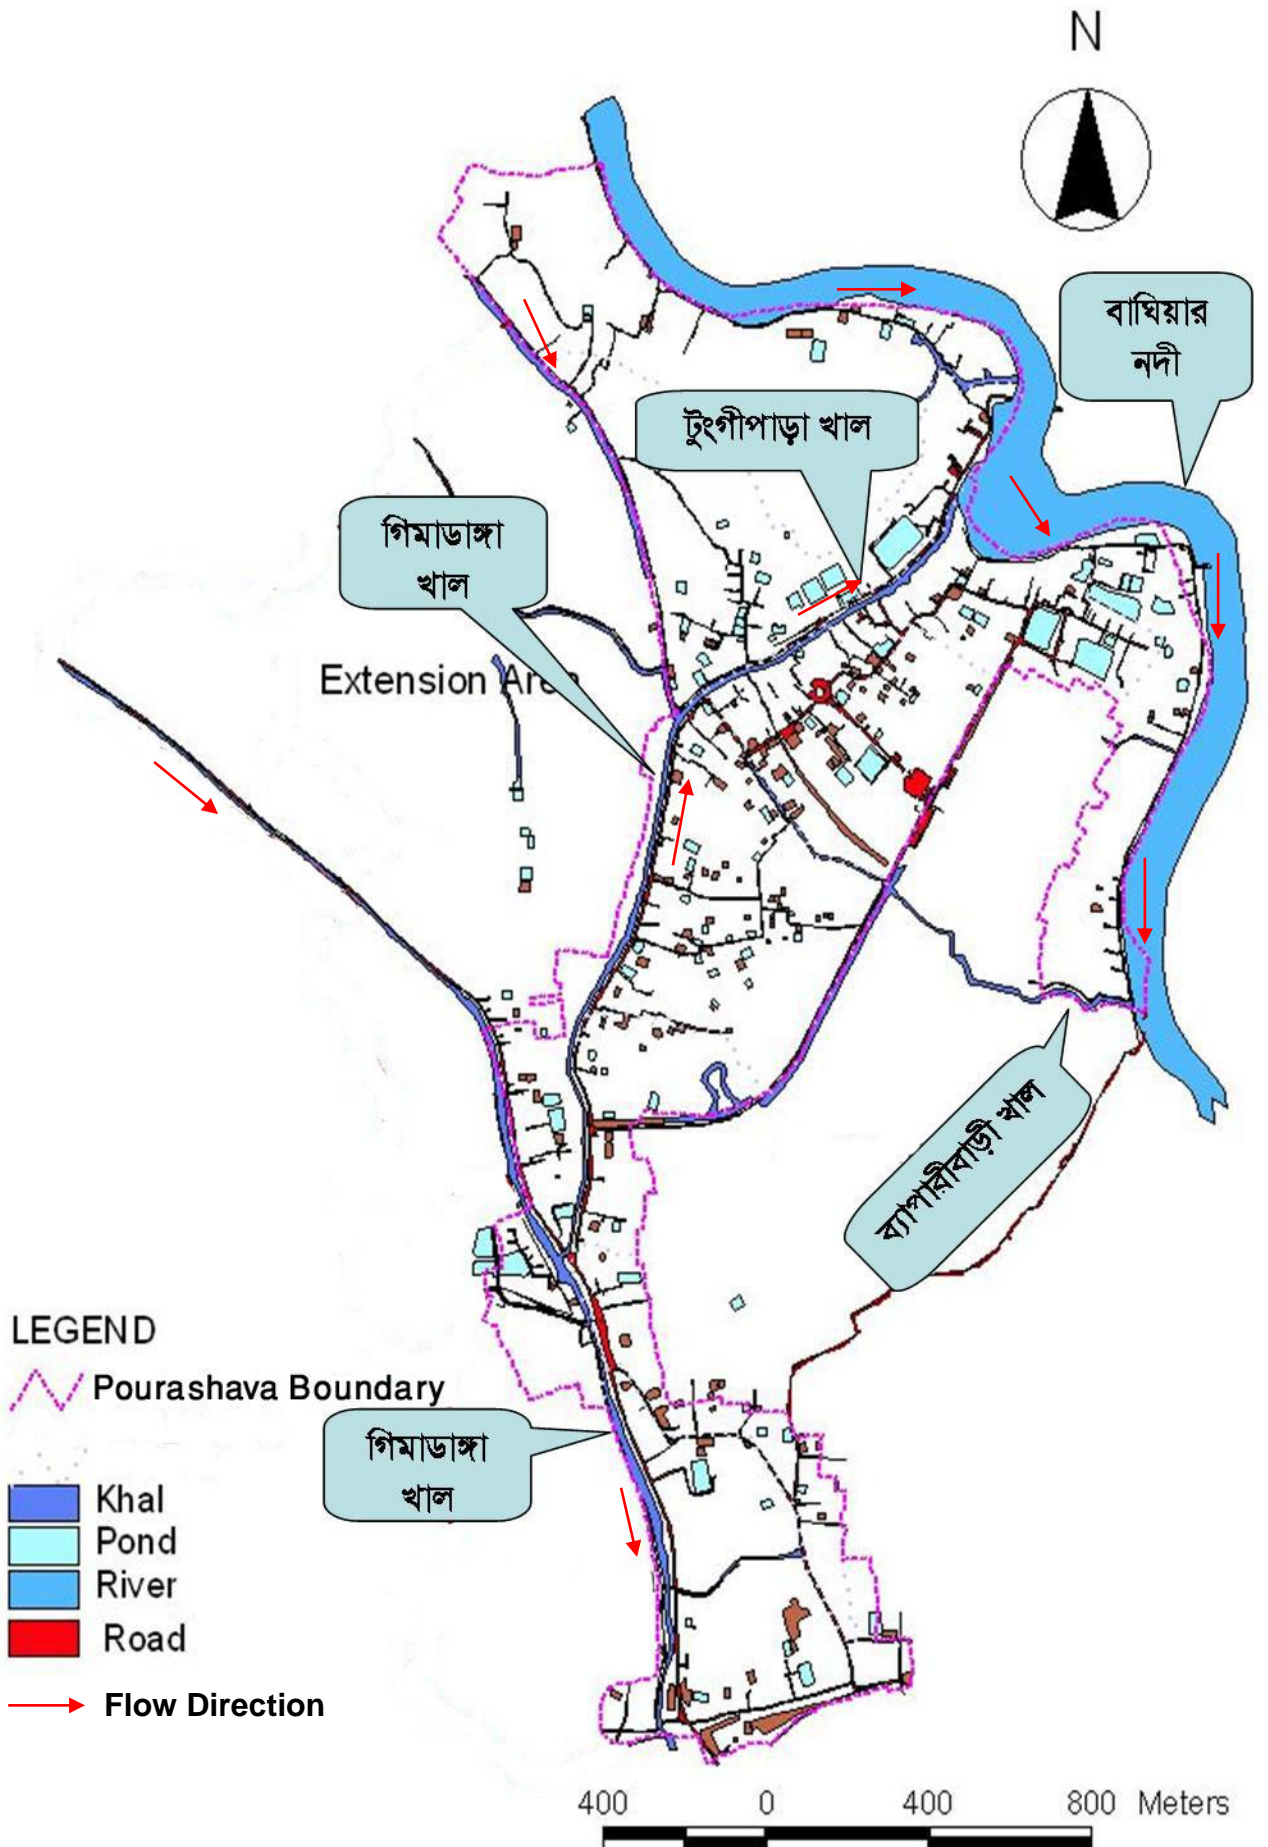 N
বাঘিয়ার
নদী
টুংগীপাড়া খাল
গিমাডাঙ্গা
খাল
Extension Area
ব্যাপারীবাড়ী খাল
LEGEND
Pourashava Boundary
গিমাডাঙ্গা
খাল
Khal
Pond
River
Road
Flow Direction
400 0 400 800 Meters